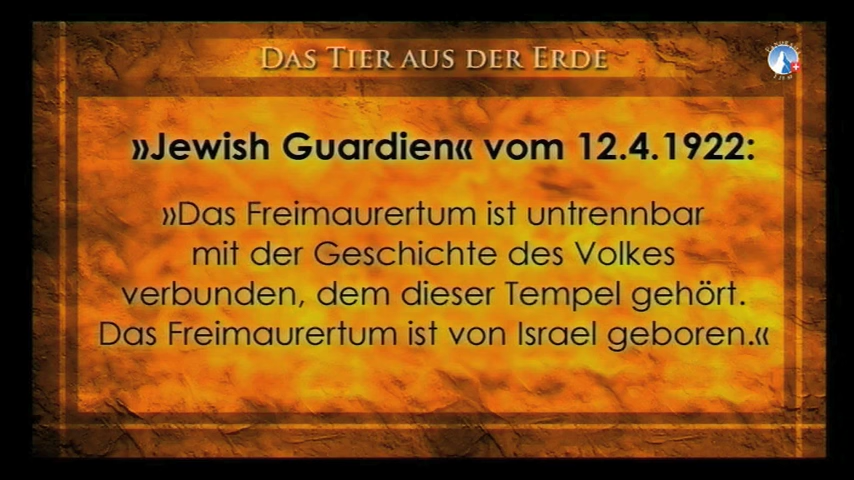 Das Tier aus der Erde
»Jewish Guardien« vom 12.4.1922:
»Das Freimaurertum ist untrennbar
mit der Geschichte des Volkes
verbunden, dem dieser Tempel gehört.
Das Freimaurertum ist von Israel geboren.«